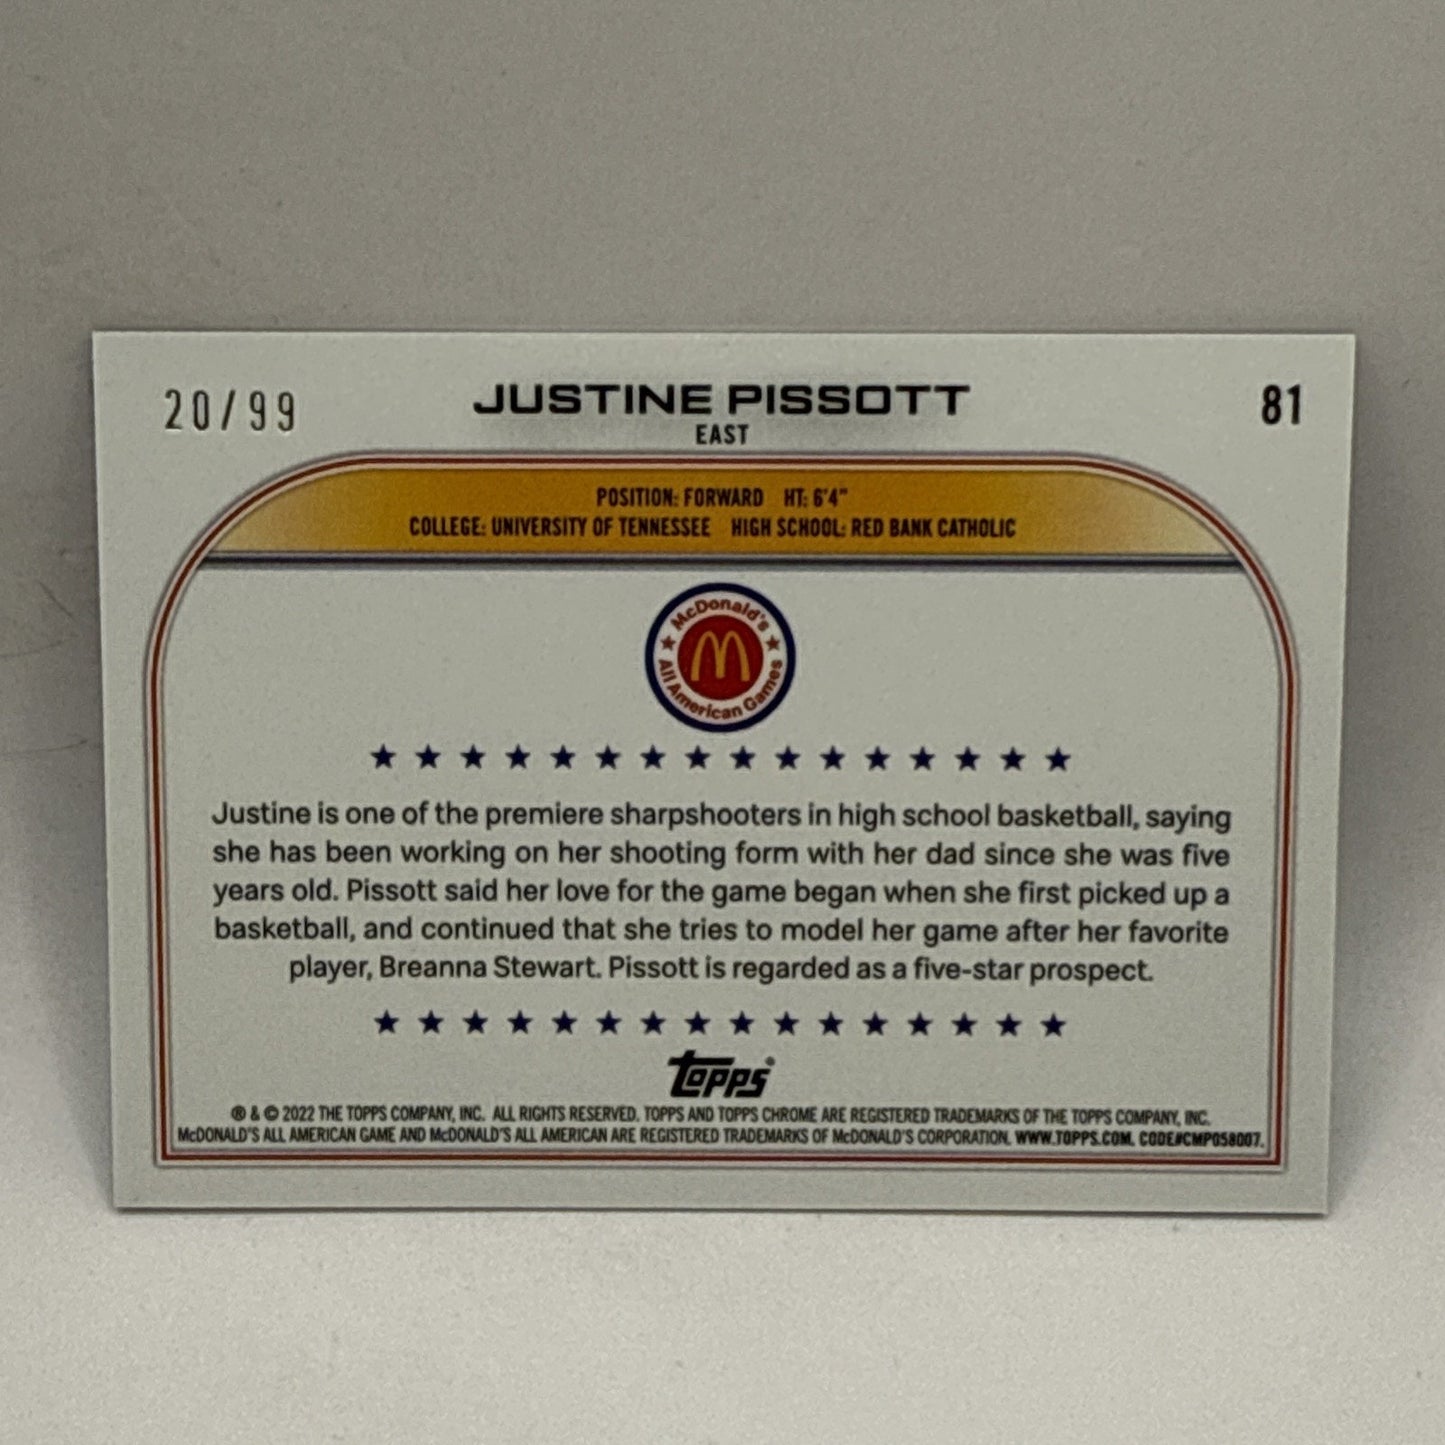 20/99
JUSTINE PISSOTT
81
EAST
POSITION: FORWARD HT: 6'4"
COLLEGE: UNIVERSITY OF TENNESSEE HIGH SCHOOL: RED BANK CATHOLIC
McDonald's
All American Games
Justine is one of the premiere sharpshooters in high school basketball, saying
she has been working on her shooting form with her dad since she was five
years old. Pissott said her love for the game began when she first picked up a
basketball, and continued that she tries to model her game after her favorite
player, Breanna Stewart. Pissott is regarded as a five-star prospect.
topps®
® & © 2022 THE TOPPS COMPANY, INC. ALL RIGHTS RESERVED. TOPPS AND TOPPS CHROME ARE REGISTERED TRADEMARKS OF THE TOPPS COMPANY, INC.
McDONALD'S ALL AMERICAN GAME AND McDONALD'S ALL AMERICAN ARE REGISTERED TRADEMARKS OF McDONALD'S CORPORATION. WWW.TOPPS.COM. CODE#CMP058007.